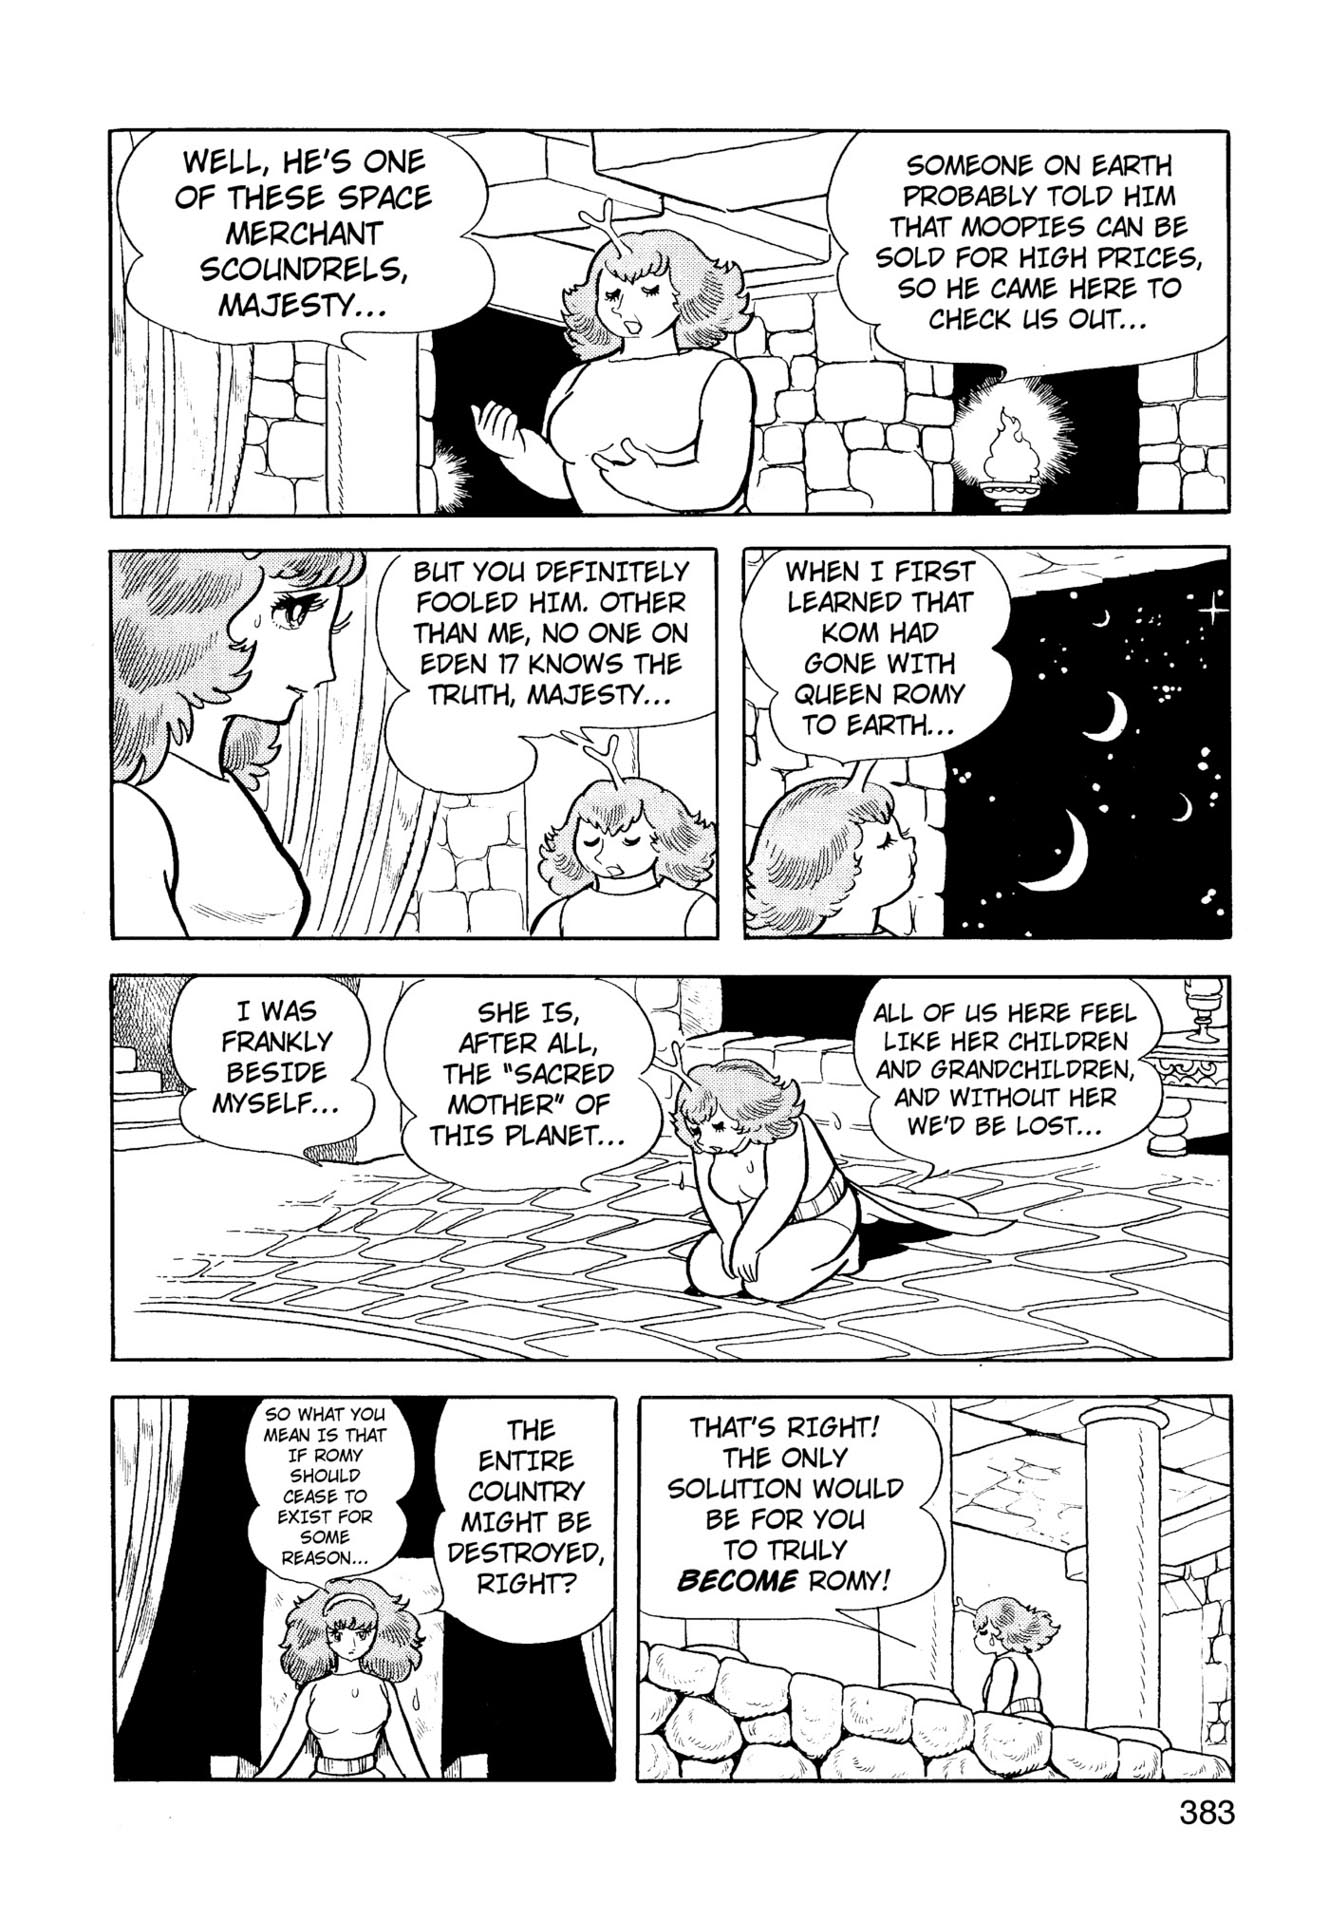 WELL, HE'S ONE
OF THESE SPACE
MERCHANT
SCOUNDRELS,
MAJESTY...
SOMEONE ON EARTH
PROBABLY TOLD HIM
THAT MOOPIES CAN BE
SOLD FOR HIGH PRICES,
SO HE CAME HERE TO
CHECK US OUT...
BUT YOU DEFINITELY
FOOLED HIM. OTHER
THAN ME, NO ONE ON
EDEN 17 KNOWS THE
TRUTH, MAJESTY...
WHEN I FIRST
LEARNED THAT
KOM HAD
GONE WITH
QUEEN ROMY
TO EARTH...
I WAS
FRANKLY
BESIDE
MYSELF...
SHE IS,
AFTER ALL,
THE "SACRED
MOTHER" OF
THIS PLANET...
ALL OF US HERE FEEL
LIKE HER CHILDREN
AND GRANDCHILDREN,
AND WITHOUT HER
WE'D BE LOST...
SO WHAT YOU
MEAN IS THAT
IF ROMY
SHOULD
CEASE TO
EXIST FOR
SOME
REASON...
THE
ENTIRE
COUNTRY
MIGHT BE
DESTROYED,
RIGHT?
THAT'S RIGHT!
THE ONLY
SOLUTION WOULD
BE FOR YOU
TO TRULY
BECOME ROMY!
383